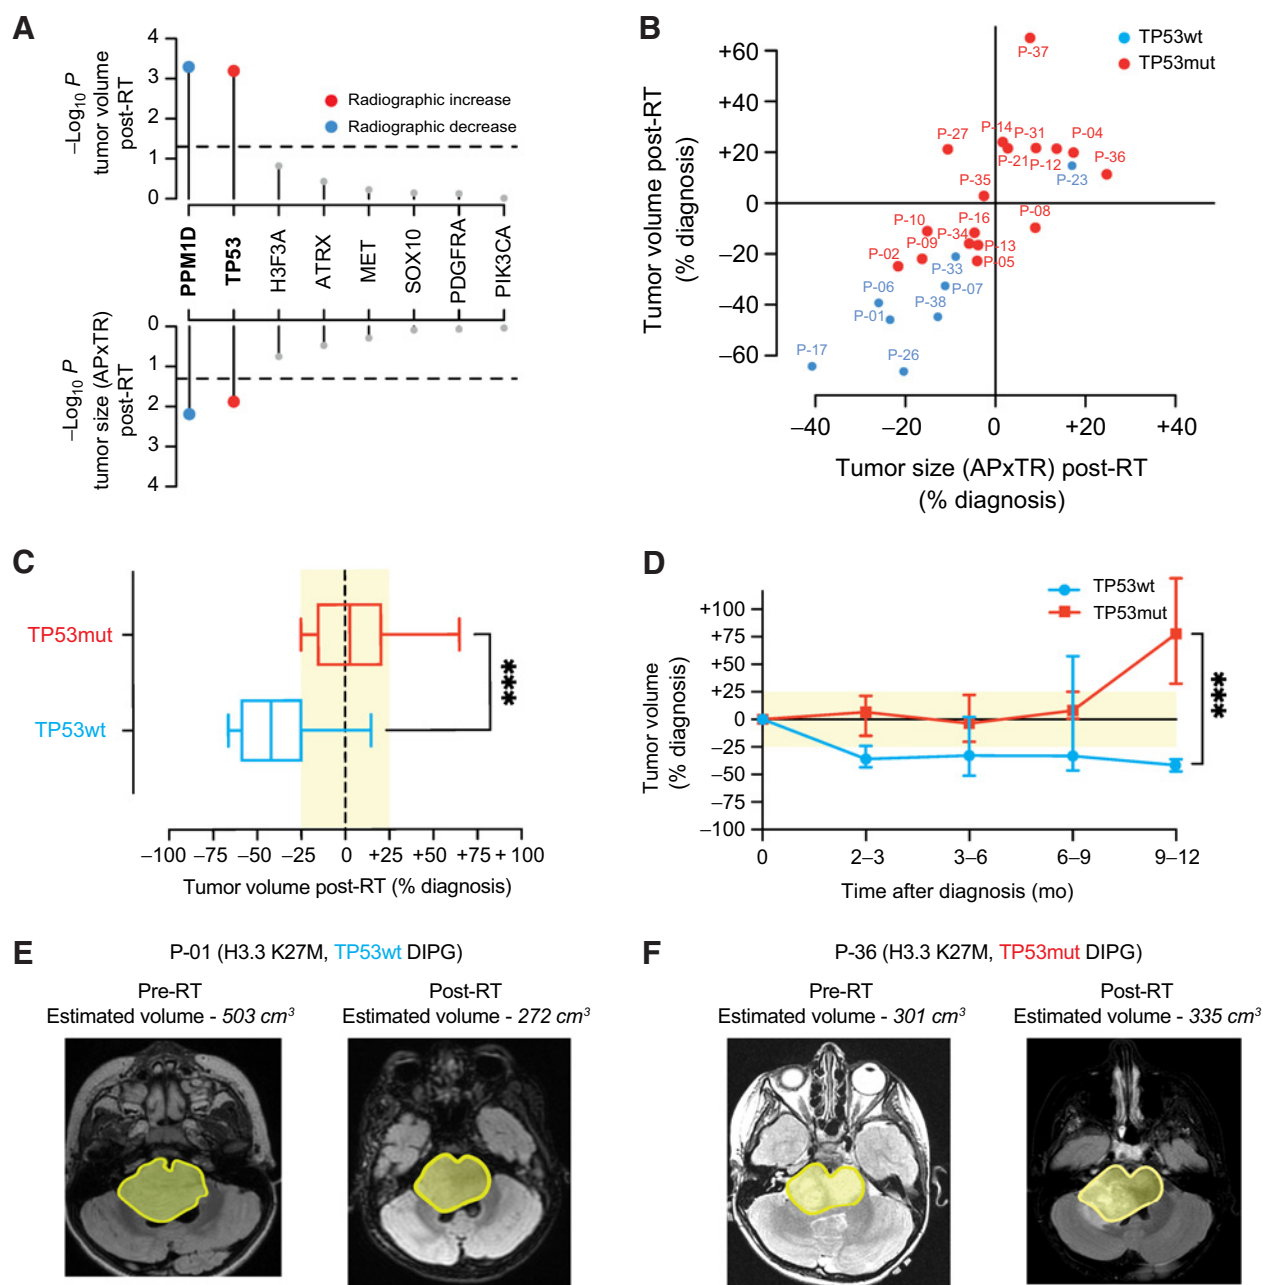 A
–Log10 P
tumor volume
post-RT
4
3
2
1
0
Radiographic increase
Radiographic decrease
PPM1D
TP53
H3F3A
ATRX
MET
SOX10
PDGFRA
PIK3CA
–Log10 P
tumor size (APxTR)
post-RT
0
1
2
3
4
B
Tumor volume post-RT
(% diagnosis)
+60
+40
+20
0
–20
–40
–60
TP53wt
TP53mut
P-37
P-27
P-14
P-31
P-04
P-21
P-12
P-36
P-23
P-35
P-08
P-10
P-16
P-34
P-13
P-09
P-02
P-05
P-33
P-06
P-07
P-38
P-01
P-17
P-26
–40
–20
0
+20
+40
Tumor size (APxTR) post-RT
(% diagnosis)
C
TP53mut
TP53wt
***
–100 –75 –50 –25 0 +25 +50 +75 + 100
Tumor volume post-RT (% diagnosis)
D
Tumor volume
(% diagnosis)
+100
+75
+50
+25
0
–25
–50
–75
–100
TP53wt
TP53mut
***
0 2–3 3–6 6–9 9–12
Time after diagnosis (mo)
E
P-01 (H3.3 K27M, TP53wt DIPG)
Pre-RT
Estimated volume - 503 cm³
Post-RT
Estimated volume - 272 cm³
F
P-36 (H3.3 K27M, TP53mut DIPG)
Pre-RT
Estimated volume - 301 cm³
Post-RT
Estimated volume - 335 cm³